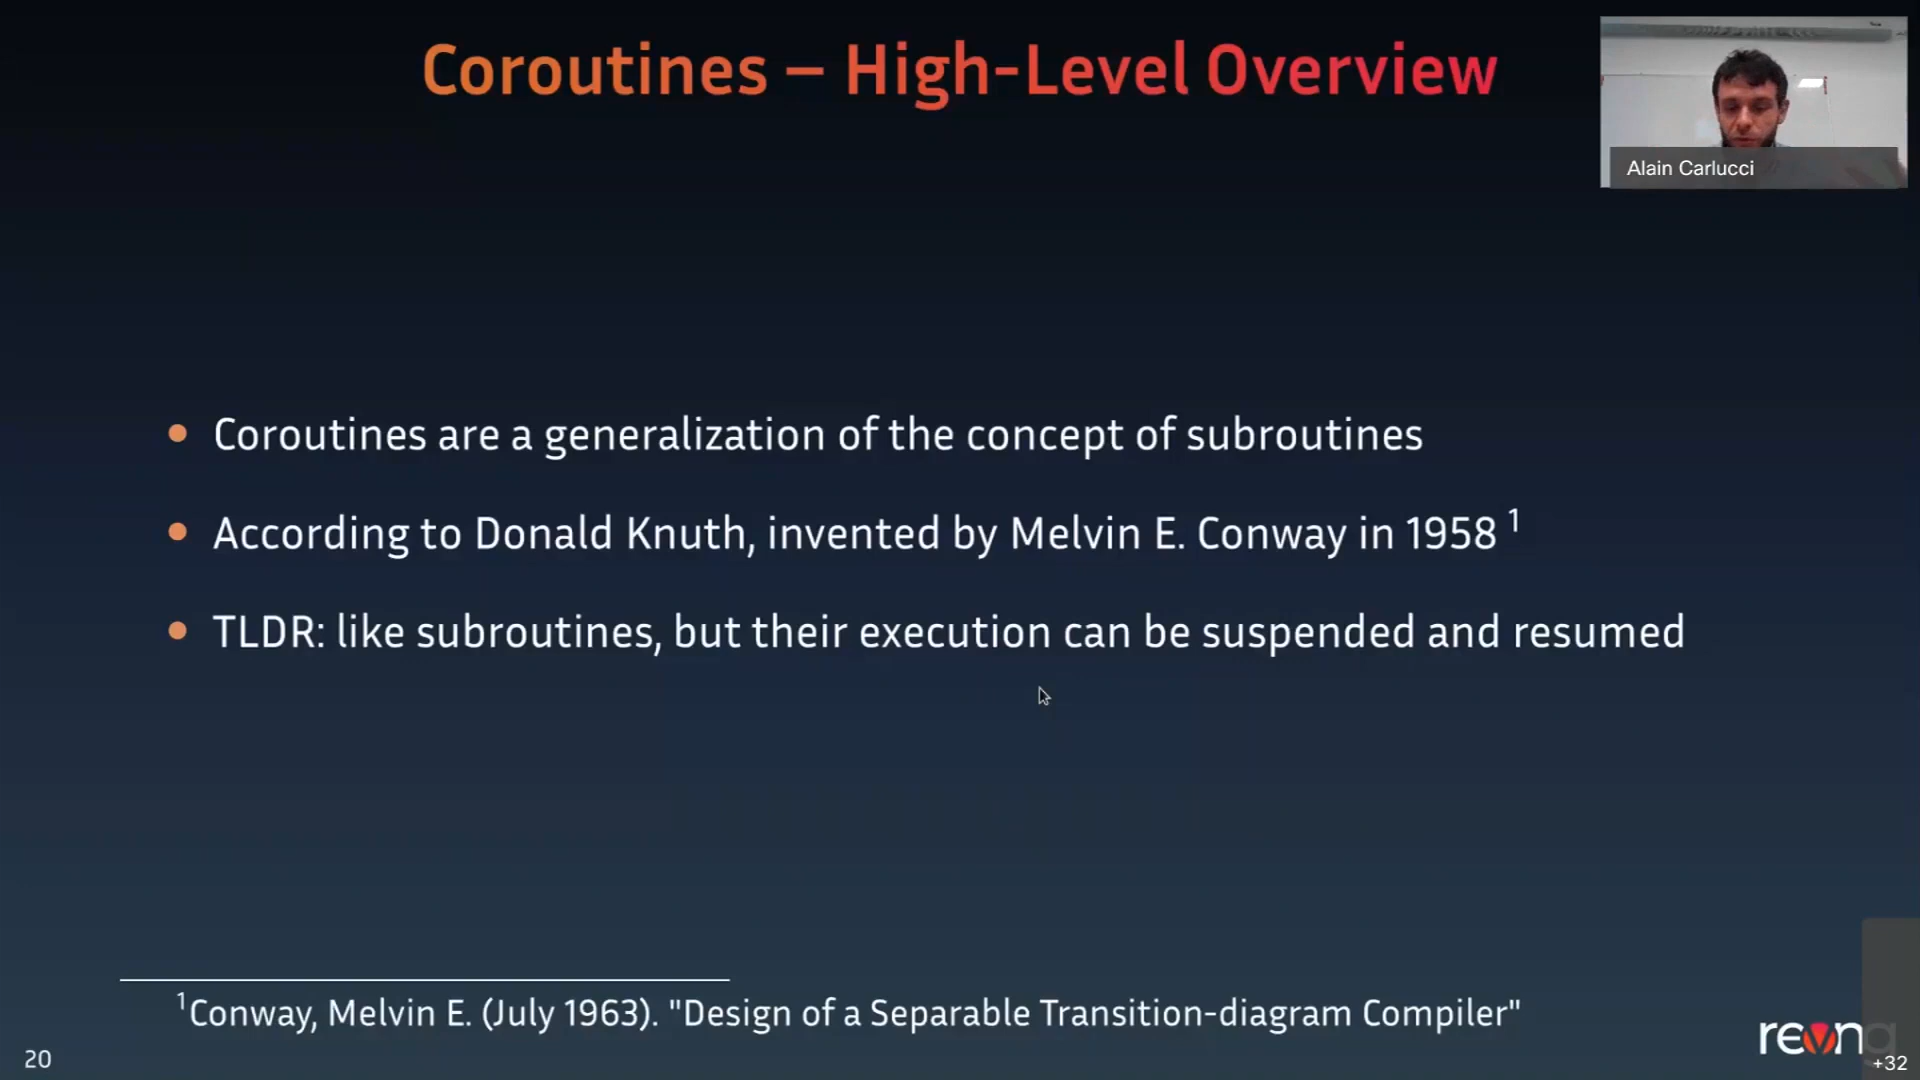 Coroutines – High-Level Overview
Alain Carlucci
• Coroutines are a generalization of the concept of subroutines
• According to Donald Knuth, invented by Melvin E. Conway in 1958 ¹
• TLDR: like subroutines, but their execution can be suspended and resumed
¹Conway, Melvin E. (July 1963). "Design of a Separable Transition-diagram Compiler"
20
revng
+32